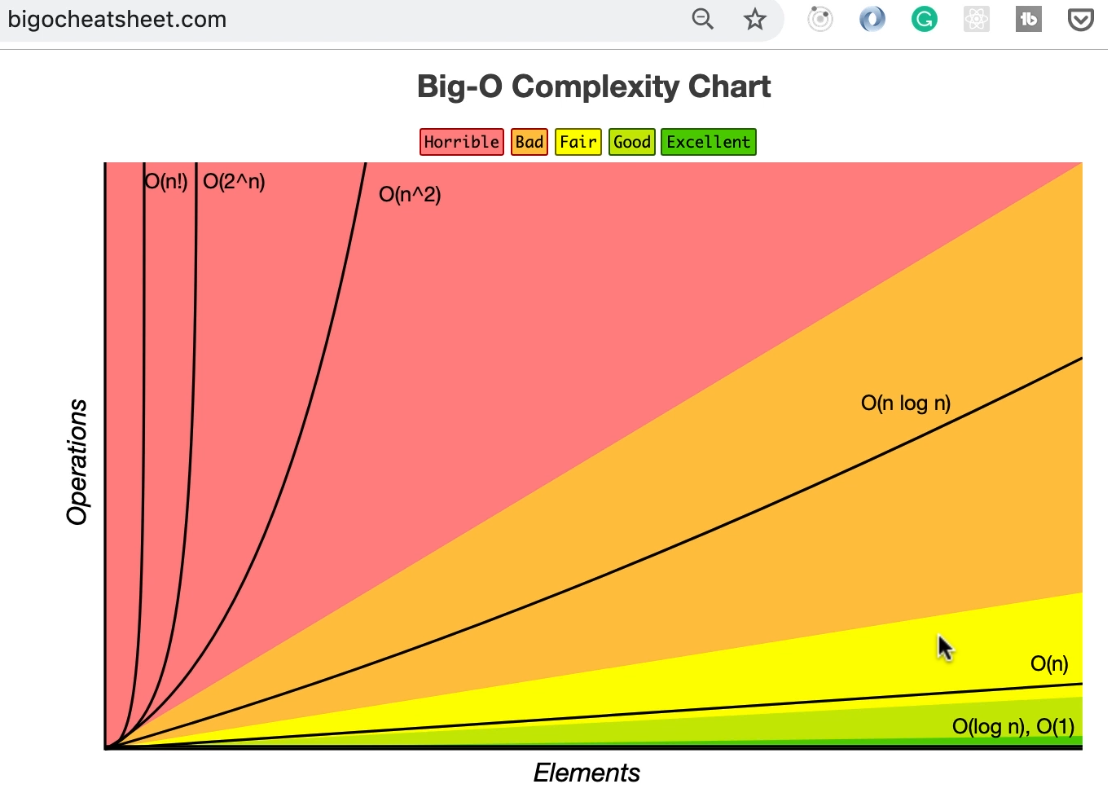 bigocheatsheet.com
Big-O Complexity Chart
Horrible Bad Fair Good Excellent
O(n!) O(2^n)
O(n^2)
O(n log n)
Operations
O(n)
O(log n), O(1)
Elements